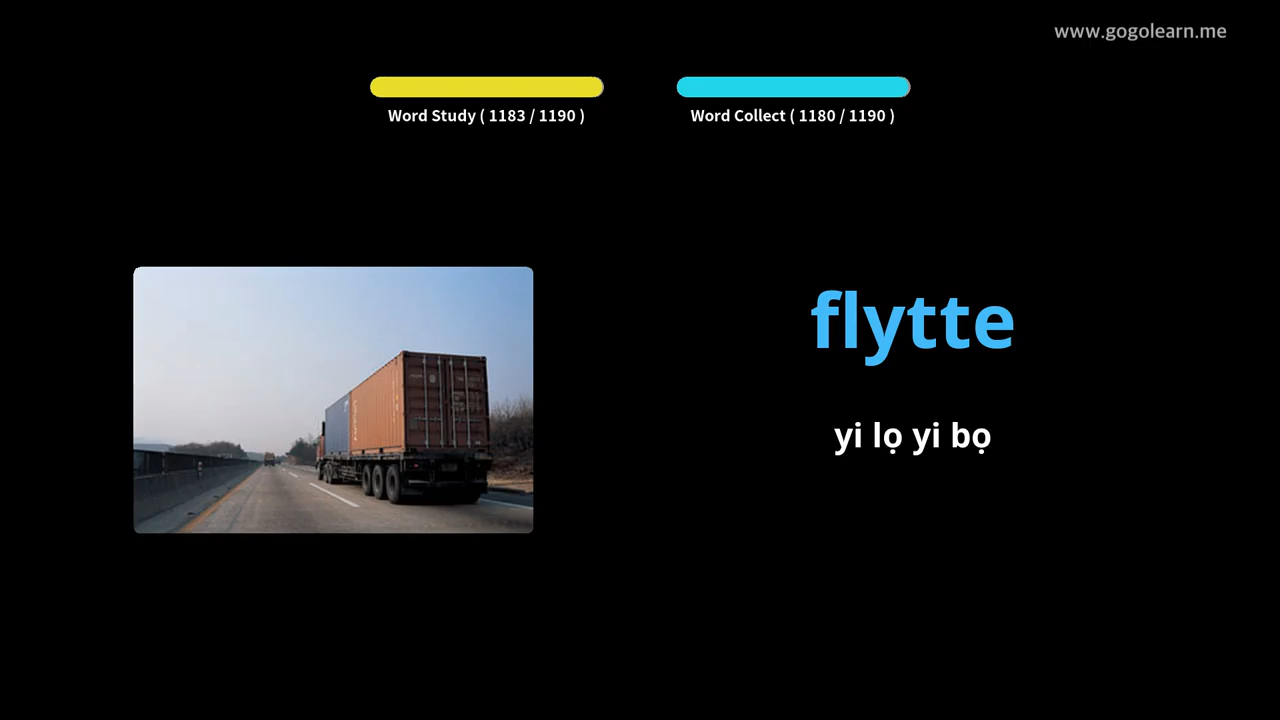 www.gogolearn.me
Word Study ( 1183 / 1190 )
Word Collect ( 1180 / 1190 )
flytte
yi lọ yi bọ